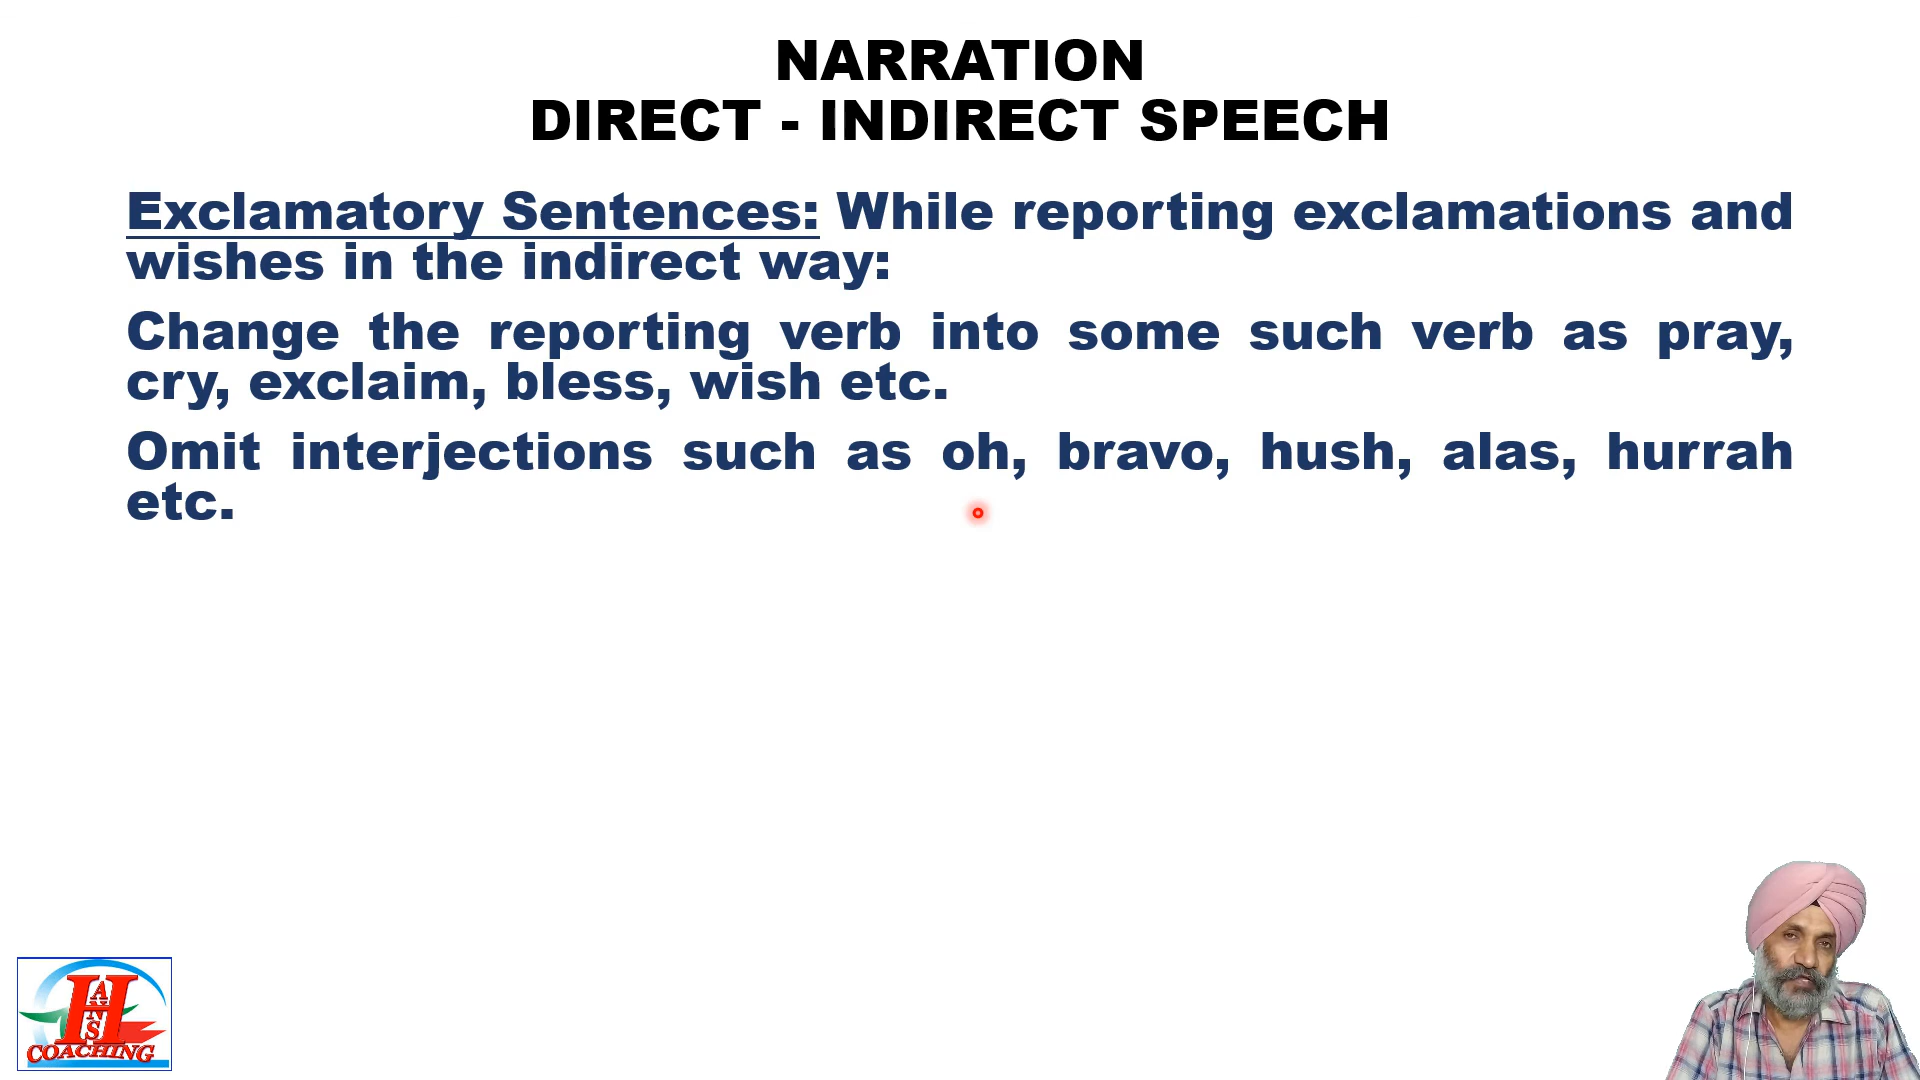 NARRATION
DIRECT - INDIRECT SPEECH
Exclamatory Sentences: While reporting exclamations and
wishes in the indirect way:
Change the reporting verb into some such verb as pray,
cry, exclaim, bless, wish etc.
Omit interjections such as oh, bravo, hush, alas, hurrah
etc.
HANS
COACHING